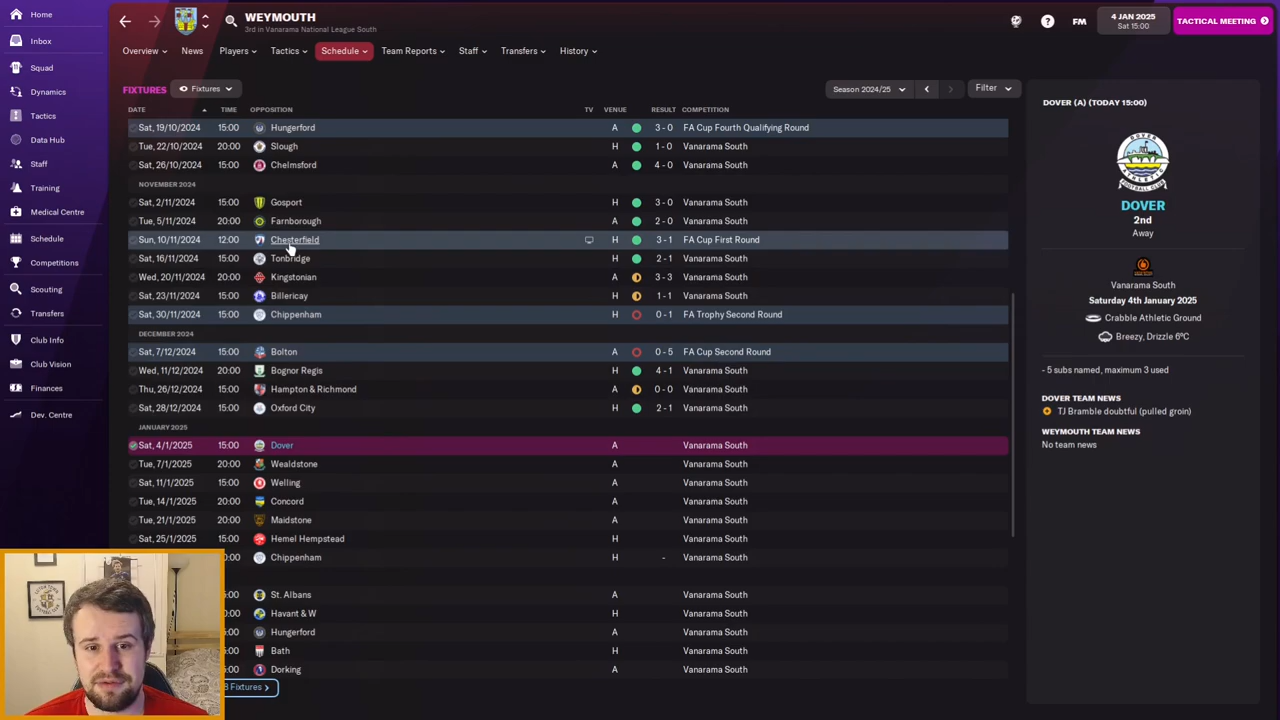 Home
WEYMOUTH
3rd in Vanarama National League South
FM
4 JAN 2025
Sat 15:00
TACTICAL MEETING
Inbox
Squad
Dynamics
Tactics
Data Hub
Staff
Training
Medical Centre
Schedule
Competitions
Scouting
Transfers
Club Info
Club Vision
Finances
Dev. Centre
Overview News Players Tactics Schedule Team Reports Staff Transfers History
FIXTURES Fixtures Season 2024/25 Filter
DATE TIME OPPOSITION TV VENUE RESULT COMPETITION
Sat, 19/10/2024 15:00 Hungerford A 3 - 0 FA Cup Fourth Qualifying Round
Tue, 22/10/2024 20:00 Slough H 1 - 0 Vanarama South
Sat, 26/10/2024 15:00 Chelmsford A 4 - 0 Vanarama South
NOVEMBER 2024
Sat, 2/11/2024 15:00 Gosport H 3 - 0 Vanarama South
Tue, 5/11/2024 20:00 Farnborough A 2 - 0 Vanarama South
Sun, 10/11/2024 12:00 Chesterfield H 3 - 1 FA Cup First Round
Sat, 16/11/2024 15:00 Tonbridge H 2 - 1 Vanarama South
Wed, 20/11/2024 20:00 Kingstonian A 3 - 3 Vanarama South
Sat, 23/11/2024 15:00 Billericay H 1 - 1 Vanarama South
Sat, 30/11/2024 15:00 Chippenham H 0 - 1 FA Trophy Second Round
DECEMBER 2024
Sat, 7/12/2024 15:00 Bolton A 0 - 5 FA Cup Second Round
Wed, 11/12/2024 20:00 Bognor Regis H 4 - 1 Vanarama South
Thu, 26/12/2024 15:00 Hampton & Richmond A 0 - 0 Vanarama South
Sat, 28/12/2024 15:00 Oxford City H 2 - 1 Vanarama South
JANUARY 2025
Sat, 4/1/2025 15:00 Dover A Vanarama South
Tue, 7/1/2025 20:00 Wealdstone A Vanarama South
Sat, 11/1/2025 15:00 Welling A Vanarama South
Tue, 14/1/2025 20:00 Concord A Vanarama South
Tue, 21/1/2025 20:00 Maidstone A Vanarama South
Sat, 25/1/2025 15:00 Hemel Hempstead H Vanarama South
Chippenham H - Vanarama South
St. Albans A Vanarama South
Havant & W H Vanarama South
Hungerford A Vanarama South
Bath H Vanarama South
Dorking A Vanarama South
Fixtures
DOVER (A) (TODAY 15:00)
DOVER
2nd
Away
Vanarama South
Saturday 4th January 2025
Crabble Athletic Ground
Breezy, Drizzle 6ºC
- 5 subs named, maximum 3 used
DOVER TEAM NEWS
TJ Bramble doubtful (pulled groin)
WEYMOUTH TEAM NEWS
No team news